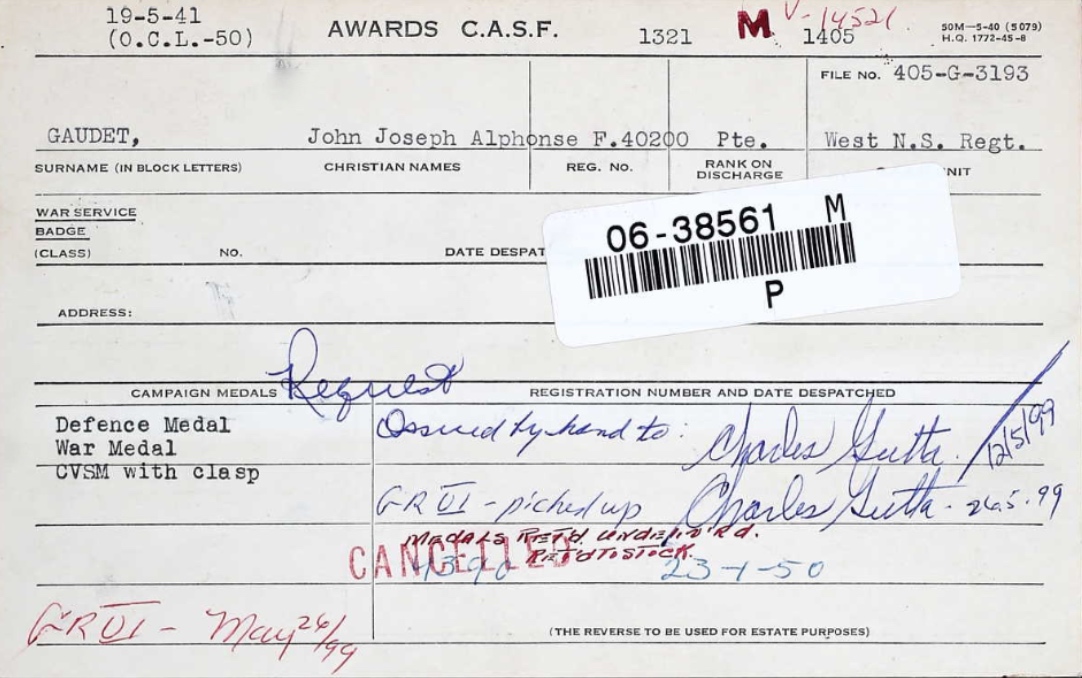 19-5-41
(O.C.L.-50)
AWARDS C.A.S.F.
1321
M
V-14521
1405
50M—5-40 (5079)
H.Q. 1772-45-8
FILE NO. 405-G-3193
GAUDET, John Joseph Alphonse F.40200 Pte. West N.S. Regt.
SURNAME (IN BLOCK LETTERS) CHRISTIAN NAMES REG. NO. RANK ON DISCHARGE NIT
WAR SERVICE
BADGE
(CLASS) NO. DATE DESPAT
06-38561 M
P
ADDRESS:
Request
CAMPAIGN MEDALS REGISTRATION NUMBER AND DATE DESPATCHED
Defence Medal
War Medal
CVSM with clasp
Issued by hand to: Charles Gutta 12/5/99
GRVI - picked up Charles Gutta - 26.5.99
MEDALS RET'D. UNDELIV'RD.
RET'D TO STOCK.
CANCELLED
23-1-50
GRVI - May 26/99
(THE REVERSE TO BE USED FOR ESTATE PURPOSES)